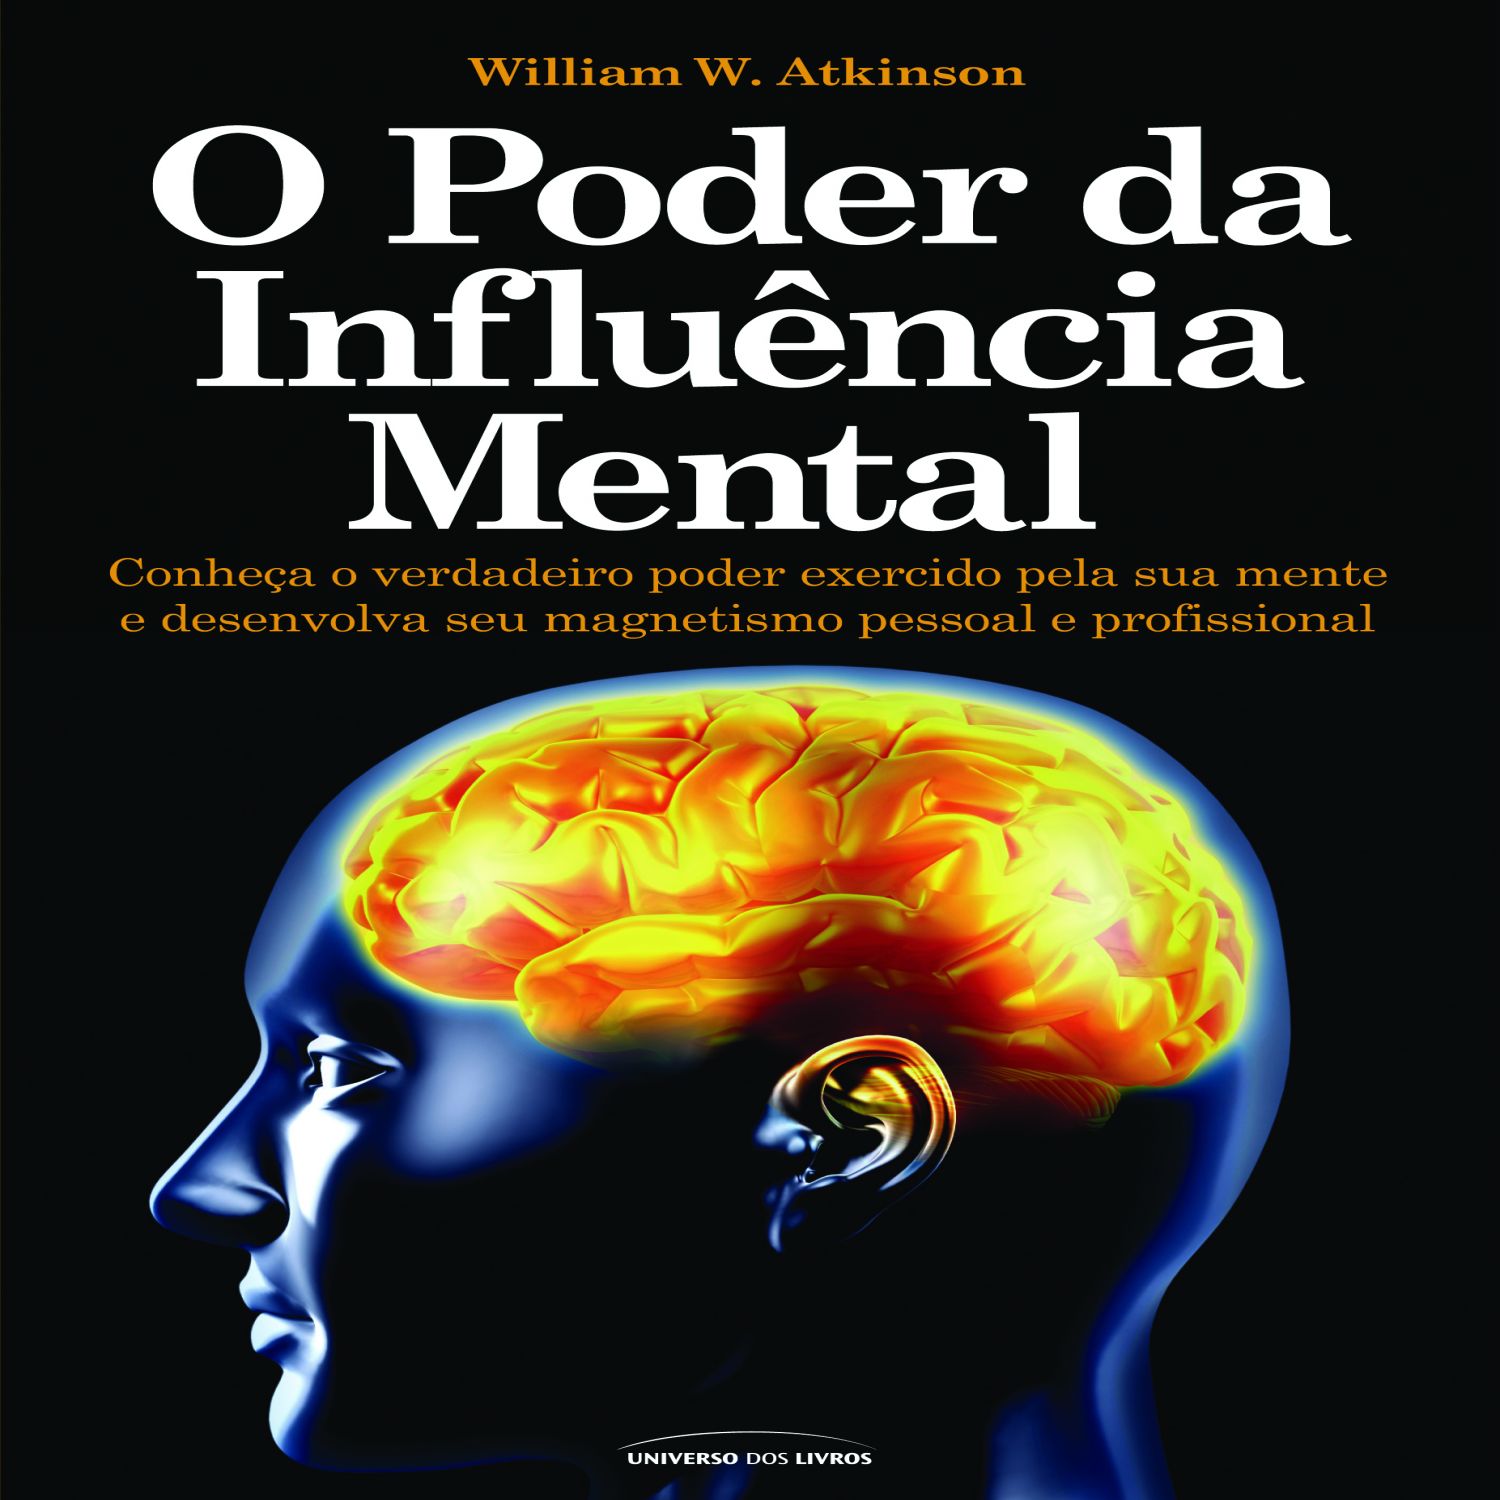 William W. Atkinson
O Poder da
Influência
Mental
Conheça o verdadeiro poder exercido pela sua mente
e desenvolva seu magnetismo pessoal e profissional
UNIVERSO DOS LIVROS